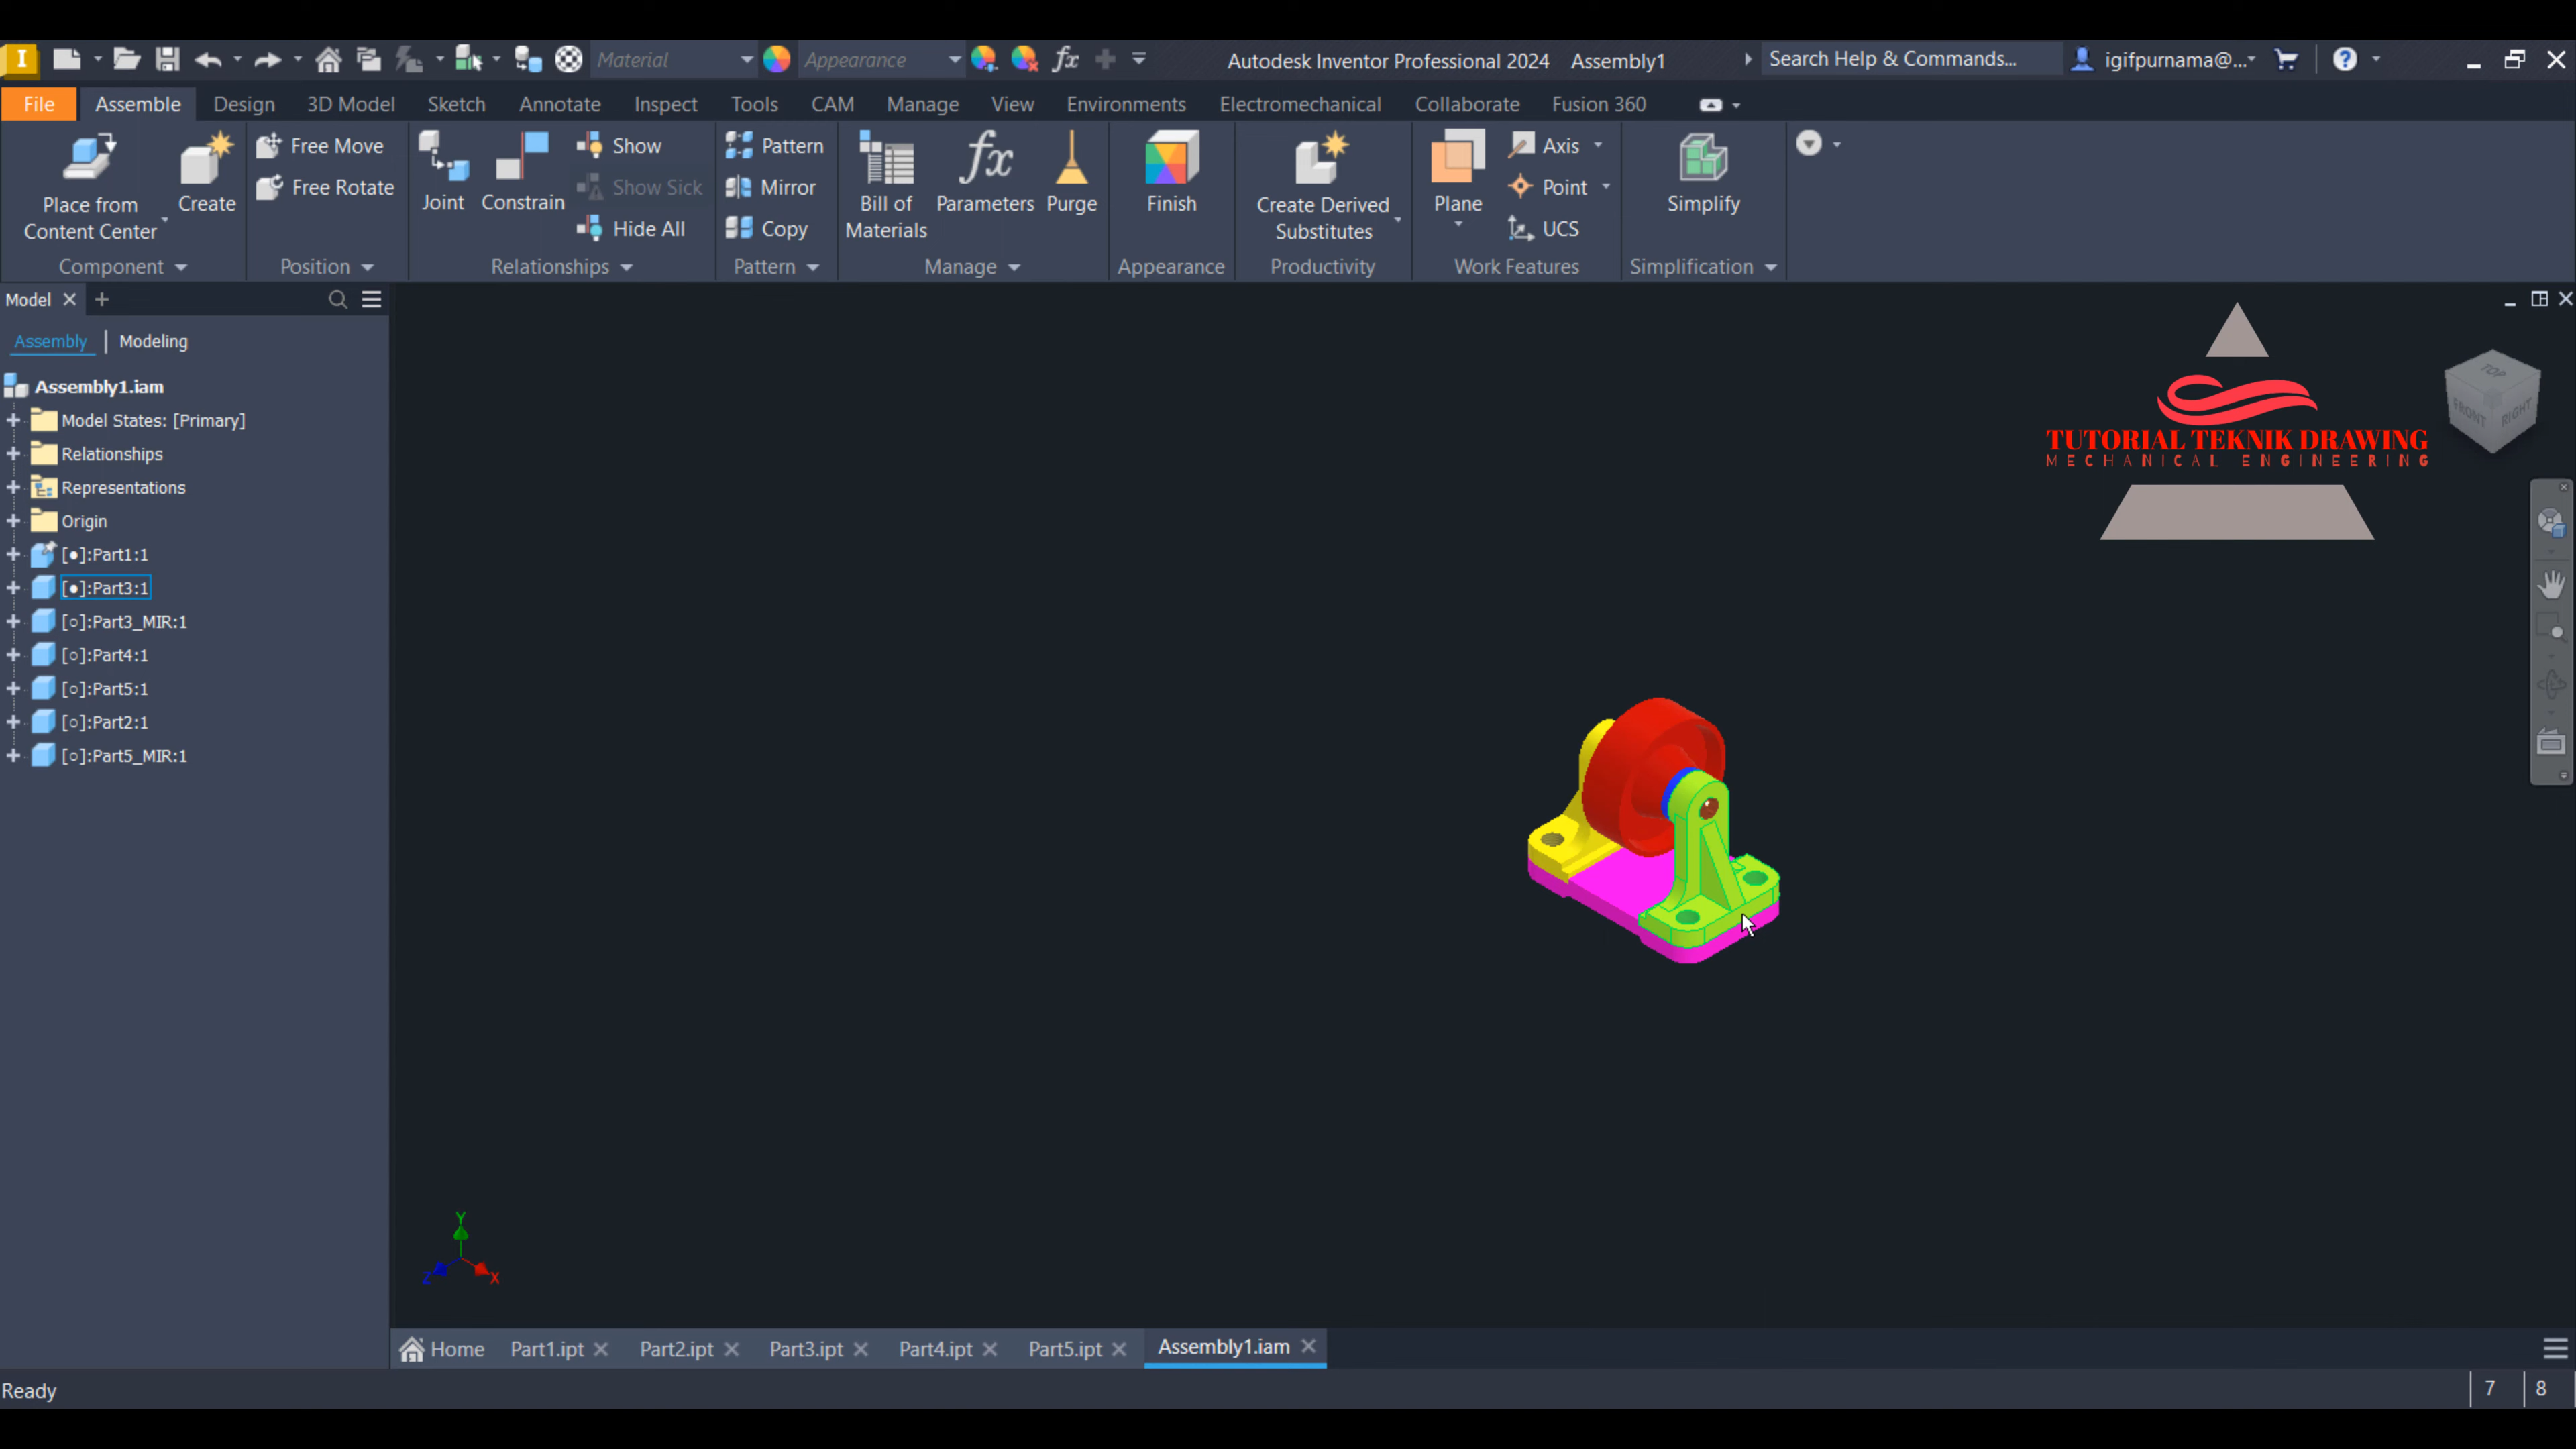 I Material Appearance fx Autodesk Inventor Professional 2024 Assembly1 Search Help & Commands... igifpurnama@...
File Assemble Design 3D Model Sketch Annotate Inspect Tools CAM Manage View Environments Electromechanical Collaborate Fusion 360
Place from Content Center
Create
Component
Free Move
Free Rotate
Position
Joint
Constrain
Show
Show Sick
Hide All
Relationships
Pattern
Mirror
Copy
Pattern
Bill of Materials
fx
Parameters
Purge
Manage
Finish
Appearance
Create Derived Substitutes
Productivity
Plane
Axis
Point
UCS
Work Features
Simplify
Simplification
Model
Assembly | Modeling
Assembly1.iam
Model States: [Primary]
Relationships
Representations
Origin
[●]:Part1:1
[●]:Part3:1
[○]:Part3_MIR:1
[○]:Part4:1
[○]:Part5:1
[○]:Part2:1
[○]:Part5_MIR:1
TUTORIAL TEKNIK DRAWING
MECHANICAL ENGINEERING
TOP
FRONT RIGHT
Y
Z X
Home Part1.ipt Part2.ipt Part3.ipt Part4.ipt Part5.ipt Assembly1.iam
Ready 7 8